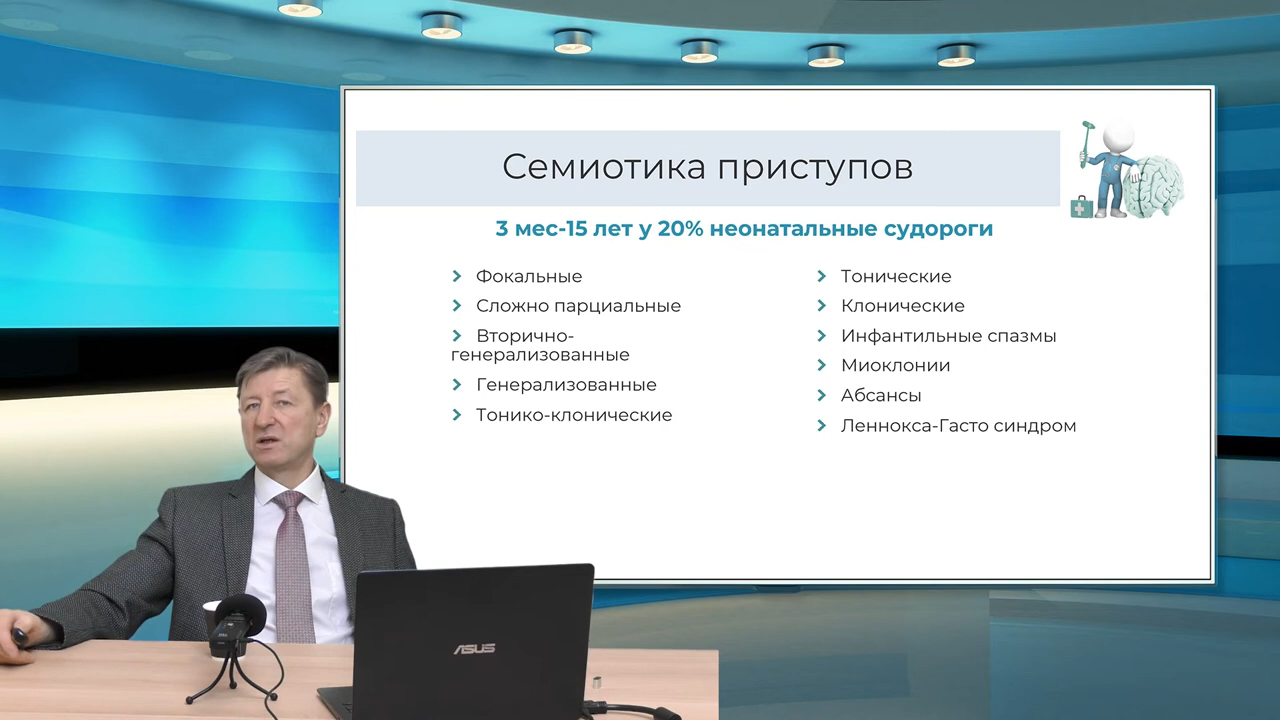 Семиотика приступов
3 мес-15 лет у 20% неонатальные судороги
Фокальные
Сложно парциальные
Вторично-
генерализованные
Генерализованные
Тонико-клонические
Тонические
Клонические
Инфантильные спазмы
Миоклонии
Абсансы
Леннокса-Гасто синдром
ASUS